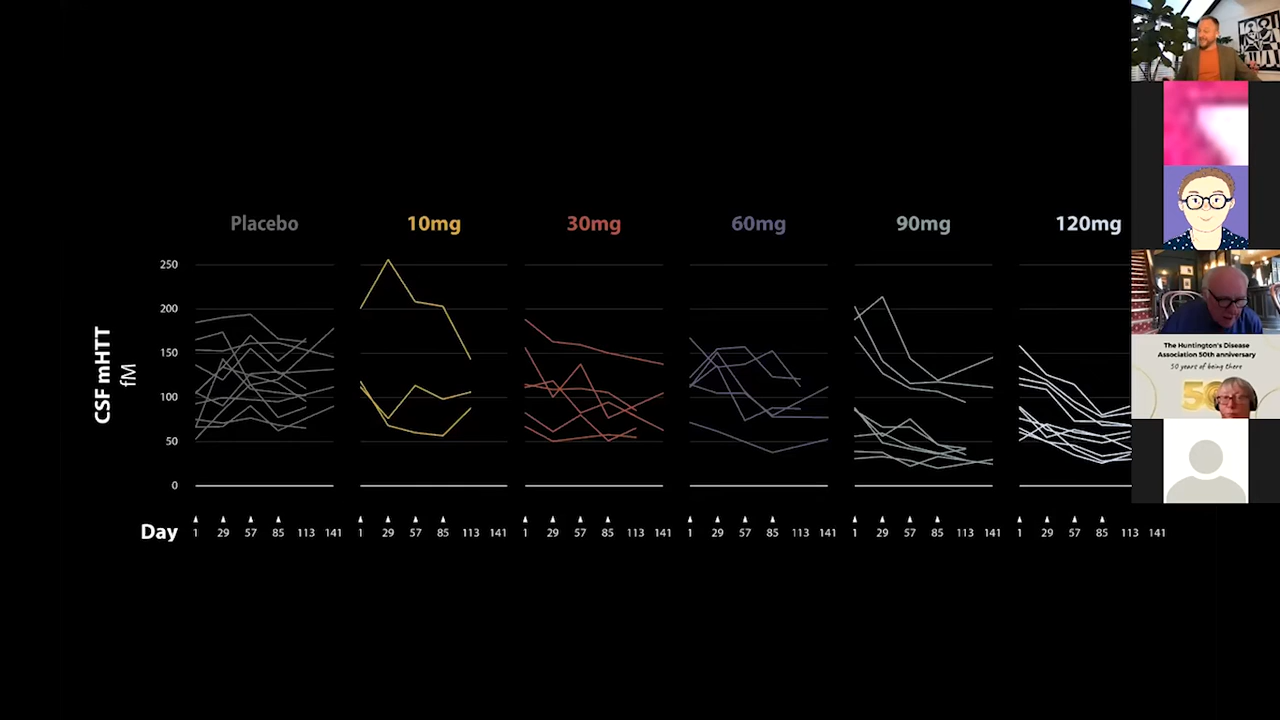 Placebo 10mg 30mg 60mg 90mg 120mg
250
200
150
100
50
0
CSF mHTT
fM
Day 1 29 57 85 113 141 1 29 57 85 113 141 1 29 57 85 113 141 1 29 57 85 113 141 1 29 57 85 113 141 1 29 57 85 113 141
The Huntington's Disease
Association 50th anniversary
50 years of being there
50